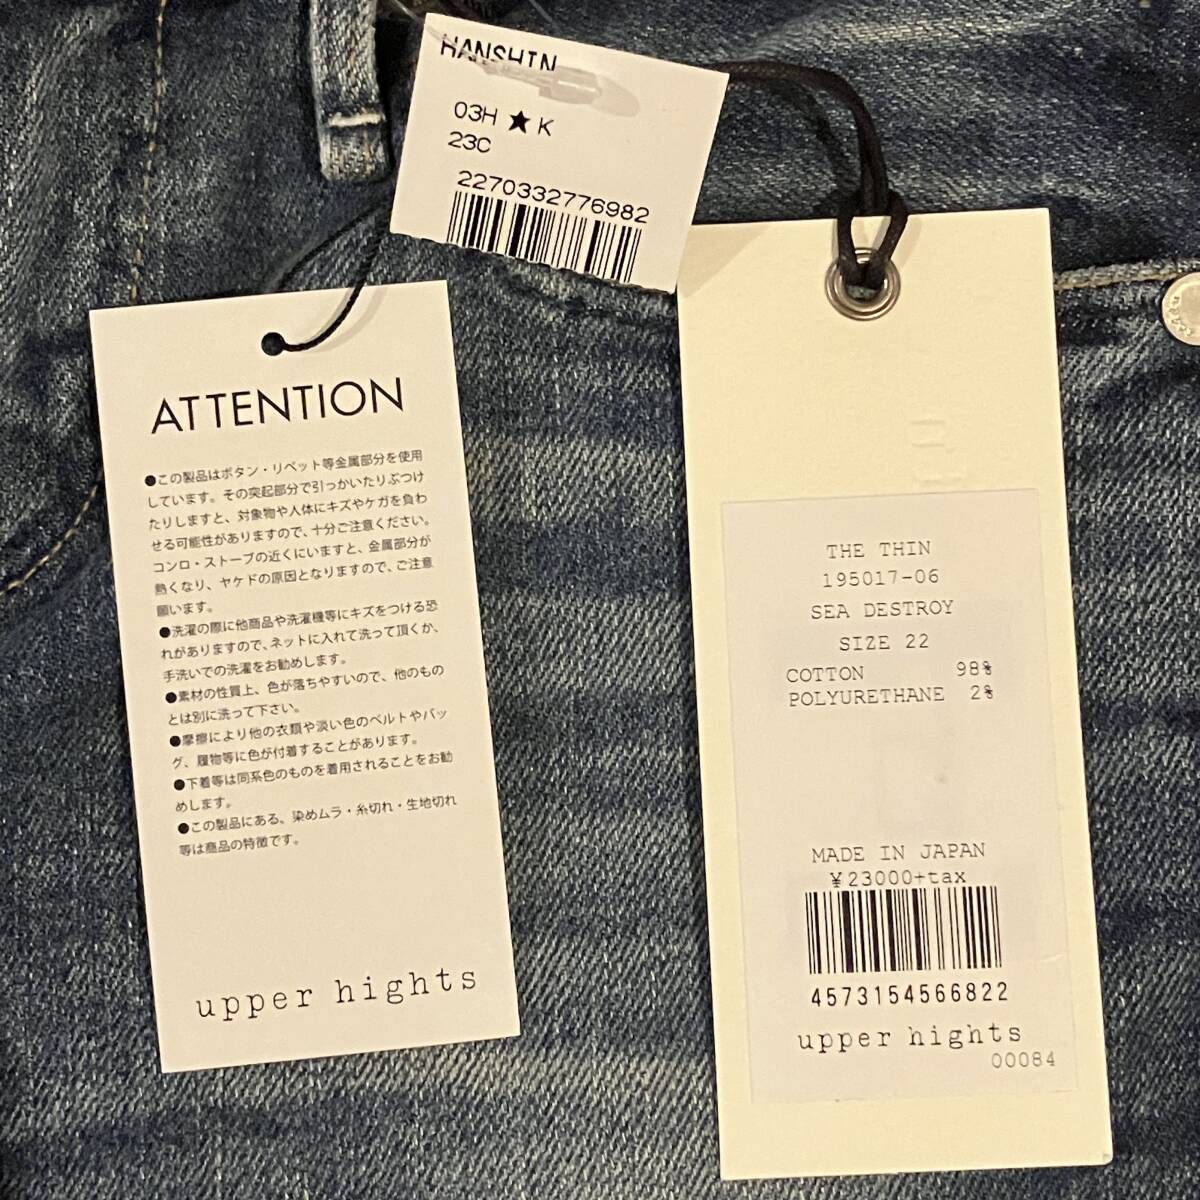 HANSHIN
03H ★ K
23C
2270332776982
ATTENTION
●この製品はボタン・リベット等金属部分を使用
しています。その突起部分で引っかいたりぶつけ
たりしますと、対象物や人体にキズやケガを負わ
せる可能性がありますので、十分ご注意ください。
コンロ・ストーブの近くにいますと、金属部分が
熱くなり、ヤケドの原因となりますので、ご注意
願います。
●洗濯の際に他商品や洗濯機等にキズをつける恐
れがありますので、ネットに入れて洗って頂くか、
手洗いでの洗濯をお勧めします。
●素材の性質上、色が落ちやすいので、他のもの
とは別に洗って下さい。
●摩擦により他の衣類や淡い色のベルトやバッ
グ、履物等に色が付着することがあります。
●下着等は同系色のものを着用されることをお勧
めします。
●この製品にある、染めムラ・糸切れ・生地切れ
等は商品の特徴です。
upper hights
THE THIN
195017-06
SEA DESTROY
SIZE 22
COTTON 98%
POLYURETHANE 2%
MADE IN JAPAN
¥23000+tax
4573154566822
upper hights
00084